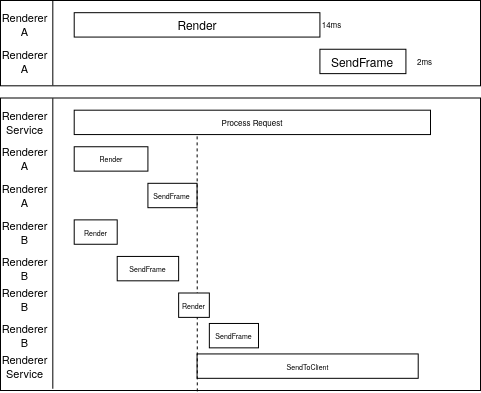 Renderer
A
Render
14ms
Renderer
A
SendFrame
2ms
Renderer
Service
Process Request
Renderer
A
Render
Renderer
A
SendFrame
Renderer
B
Render
Renderer
B
SendFrame
Renderer
B
Render
Renderer
B
SendFrame
Renderer
Service
SendToClient